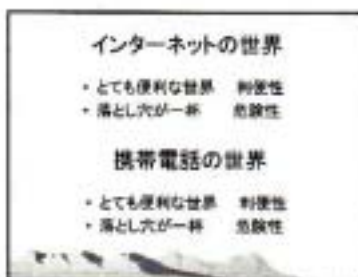 インターネットの世界
・とても便利な世界　利便性
・落とし穴が一杯　危険性
携帯電話の世界
・とても便利な世界　利便性
・落とし穴が一杯　危険性